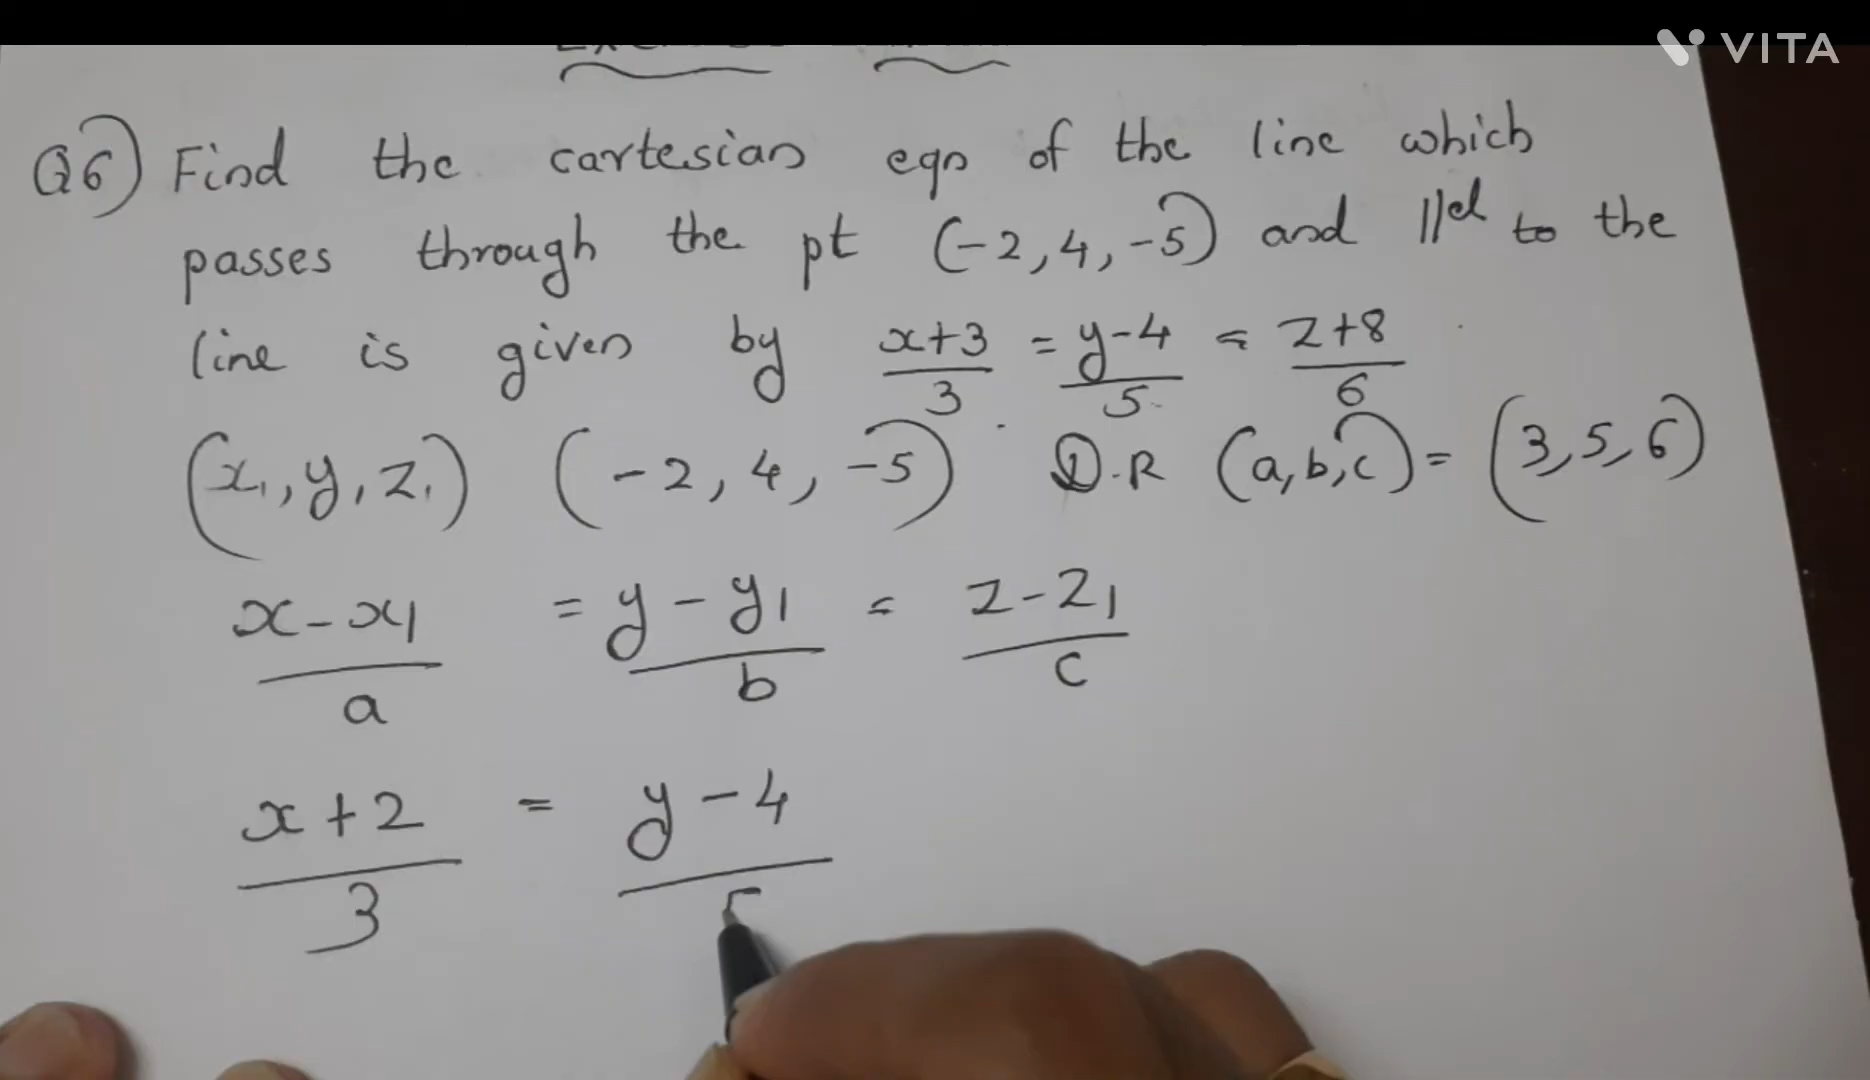 VITA
Q6) Find the cartesian eqn of the line which
passes through the pt (-2, 4, -5) and ||el to the
line is given by x+3/3 = y-4/5 = z+8/6
(x₁, y, z₁) (-2, 4, -5) D.R (a,b,c) = (3,5,6)
x-x₁/a = y-y₁/b = z-z₁/c
x+2/3 = y-4/5